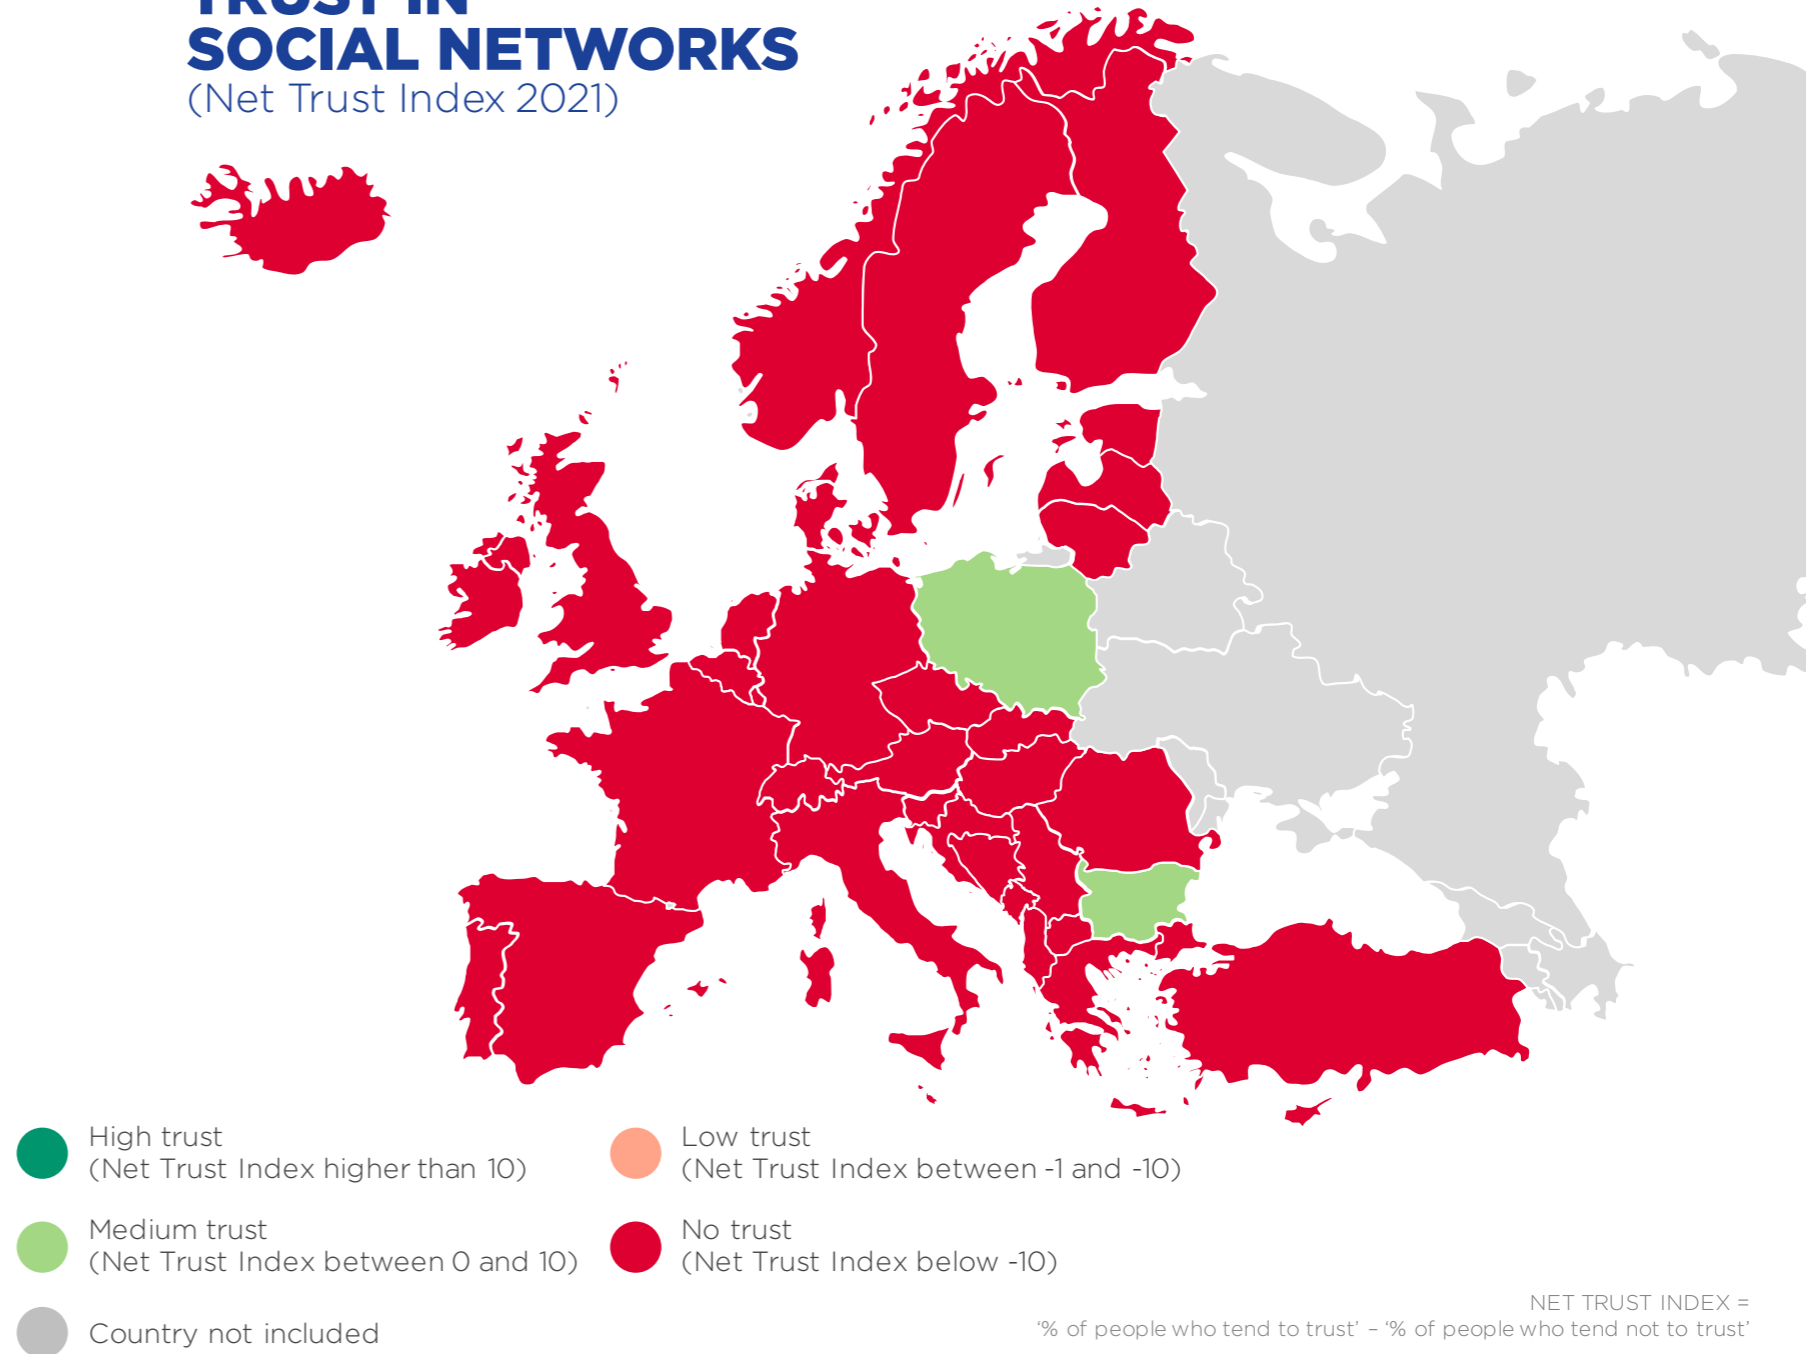 TRUST IN
SOCIAL NETWORKS
(Net Trust Index 2021)
High trust
(Net Trust Index higher than 10)
Medium trust
(Net Trust Index between 0 and 10)
Country not included
Low trust
(Net Trust Index between -1 and -10)
No trust
(Net Trust Index below -10)
NET TRUST INDEX =
‘% of people who tend to trust’ – ‘% of people who tend not to trust’